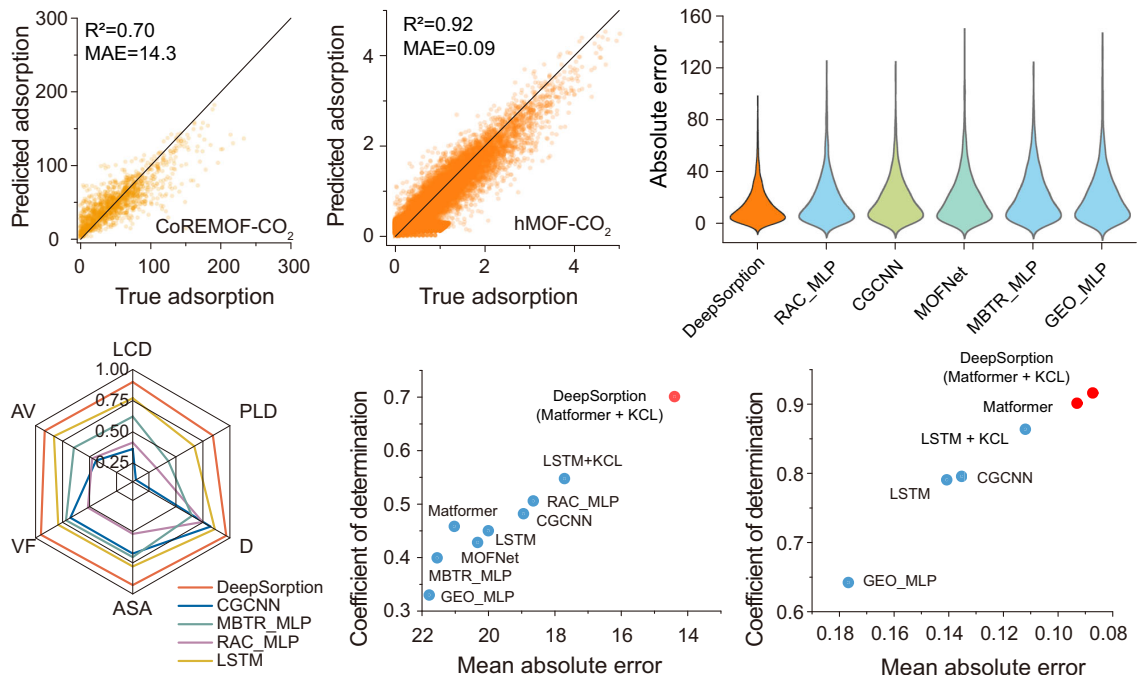 R²=0.70
MAE=14.3
300
200
100
0
Predicted adsorption
CoREMOF-CO₂
0
100
200
300
True adsorption
R²=0.92
MAE=0.09
4
2
0
Predicted adsorption
hMOF-CO₂
0
2
4
True adsorption
160
120
80
40
0
Absolute error
DeepSorption
RAC_MLP
CGCNN
MOFNet
MBTR_MLP
GEO_MLP
LCD
1.00
0.75
0.50
0.25
AV
PLD
VF
D
ASA
DeepSorption
CGCNN
MBTR_MLP
RAC_MLP
LSTM
0.7
0.6
0.5
0.4
0.3
Coefficient of determination
DeepSorption
(Matformer + KCL)
LSTM+KCL
RAC_MLP
Matformer
CGCNN
LSTM
MOFNet
MBTR_MLP
GEO_MLP
22
20
18
16
14
Mean absolute error
0.9
0.8
0.7
0.6
Coefficient of determination
DeepSorption
(Matformer + KCL)
Matformer
LSTM + KCL
CGCNN
LSTM
GEO_MLP
0.18
0.16
0.14
0.12
0.10
0.08
Mean absolute error